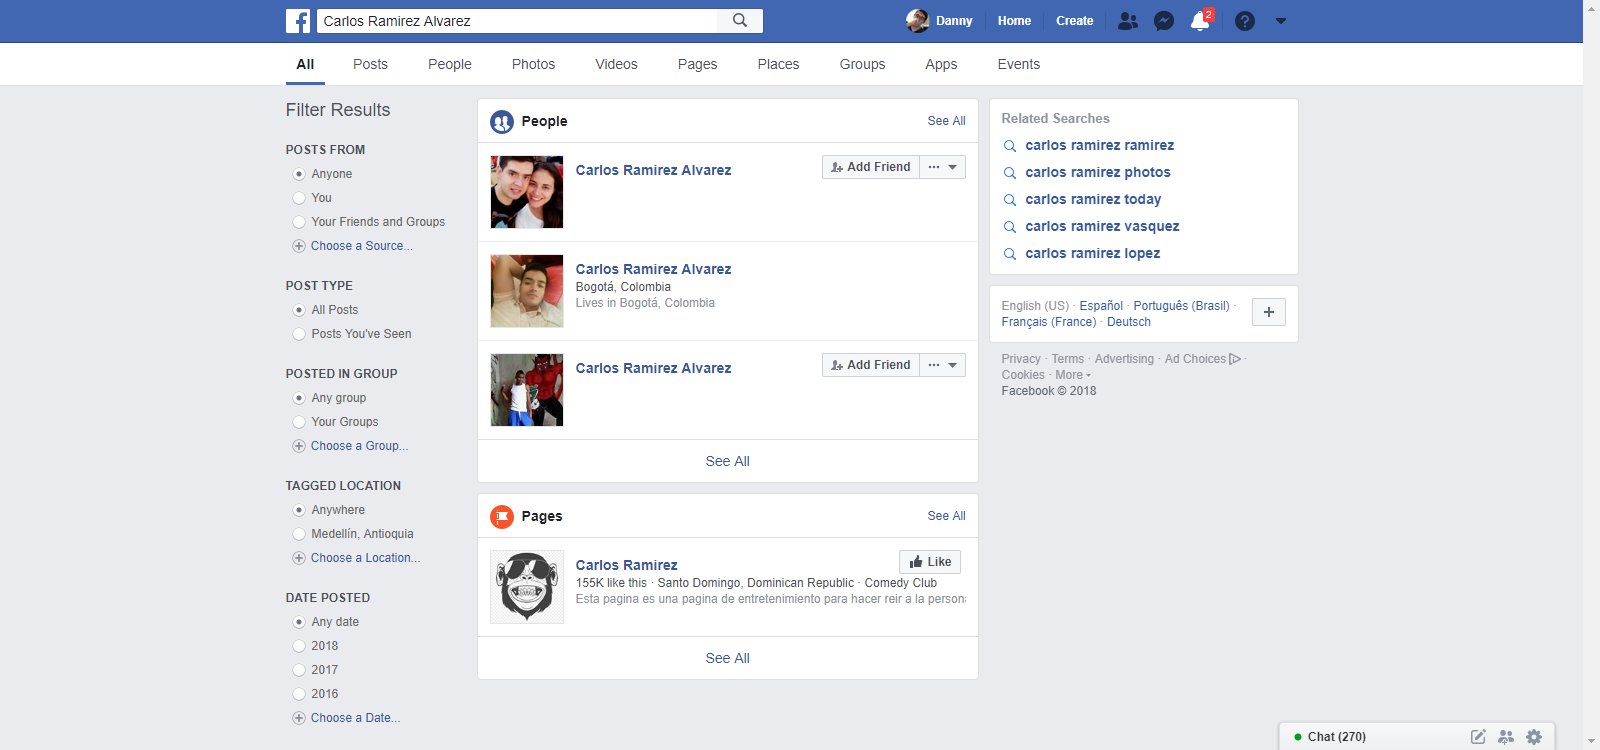 Carlos Ramirez Alvarez
Danny
Home
Create
2
All
Posts
People
Photos
Videos
Pages
Places
Groups
Apps
Events
Filter Results
POSTS FROM
Anyone
You
Your Friends and Groups
Choose a Source...
POST TYPE
All Posts
Posts You've Seen
POSTED IN GROUP
Any group
Your Groups
Choose a Group...
TAGGED LOCATION
Anywhere
Medellín, Antioquia
Choose a Location...
DATE POSTED
Any date
2018
2017
2016
Choose a Date...
People
See All
Carlos Ramirez Alvarez
Add Friend
Carlos Ramirez Alvarez
Bogotá, Colombia
Lives in Bogotá, Colombia
Carlos Ramirez Alvarez
Add Friend
See All
Pages
See All
Carlos Ramirez
Like
155K like this · Santo Domingo, Dominican Republic · Comedy Club
Esta pagina es una pagina de entretenimiento para hacer reir a la persona
See All
Related Searches
carlos ramirez ramirez
carlos ramirez photos
carlos ramirez today
carlos ramirez vasquez
carlos ramirez lopez
English (US) · Español · Português (Brasil) ·
Français (France) · Deutsch
Privacy · Terms · Advertising · Ad Choices ·
Cookies · More
Facebook © 2018
Chat (270)